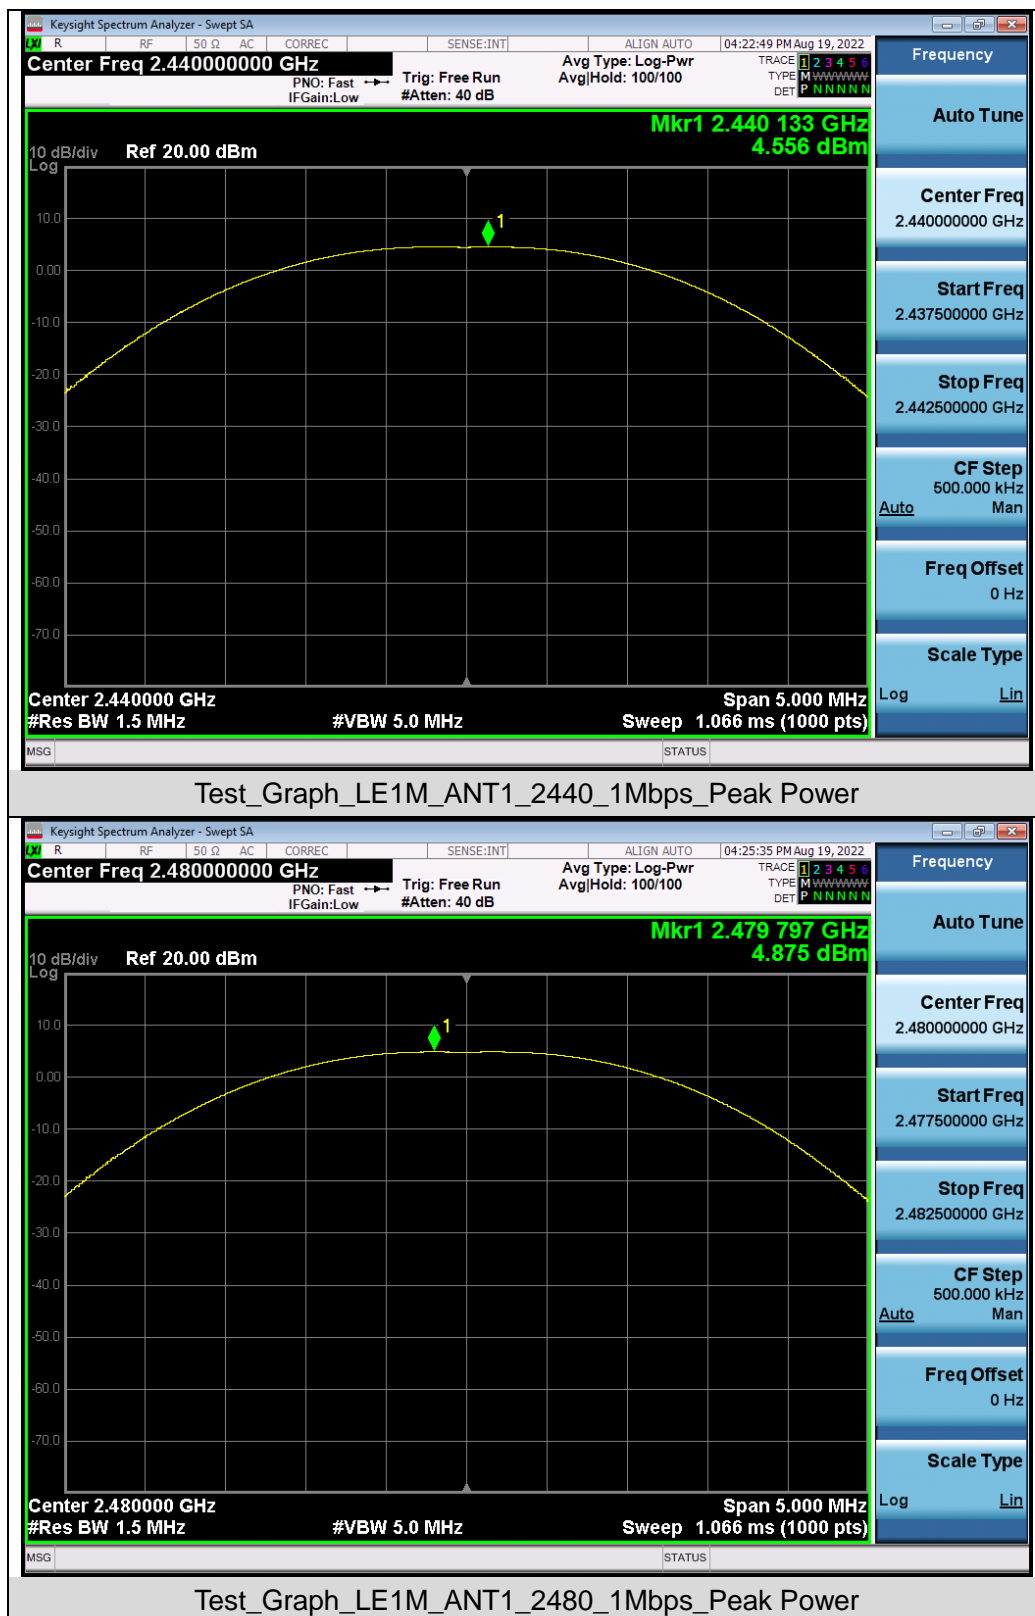 Keysight Spectrum Analyzer - Swept SA
LXI R RF 50 Ω AC CORREC SENSE:INT ALIGN AUTO 04:22:49 PM Aug 19, 2022
Center Freq 2.440000000 GHz
PNO: Fast
IFGain:Low
Trig: Free Run
#Atten: 40 dB
Avg Type: Log-Pwr
Avg|Hold: 100/100
TRACE 1 2 3 4 5 6
TYPE M WWWWW
DET P N N N N N
Mkr1 2.440 133 GHz
4.556 dBm
10 dB/div Ref 20.00 dBm
Log
1
10.0
0.00
-10.0
-20.0
-30.0
-40.0
-50.0
-60.0
-70.0
Center 2.440000 GHz Span 5.000 MHz
#Res BW 1.5 MHz #VBW 5.0 MHz Sweep 1.066 ms (1000 pts)
MSG STATUS
Frequency
Auto Tune
Center Freq
2.440000000 GHz
Start Freq
2.437500000 GHz
Stop Freq
2.442500000 GHz
CF Step
500.000 kHz
Auto Man
Freq Offset
0 Hz
Scale Type
Log Lin
Test_Graph_LE1M_ANT1_2440_1Mbps_Peak Power
Keysight Spectrum Analyzer - Swept SA
LXI R RF 50 Ω AC CORREC SENSE:INT ALIGN AUTO 04:25:35 PM Aug 19, 2022
Center Freq 2.480000000 GHz
PNO: Fast
IFGain:Low
Trig: Free Run
#Atten: 40 dB
Avg Type: Log-Pwr
Avg|Hold: 100/100
TRACE 1 2 3 4 5 6
TYPE M WWWWW
DET P N N N N N
Mkr1 2.479 797 GHz
4.875 dBm
10 dB/div Ref 20.00 dBm
Log
1
10.0
0.00
-10.0
-20.0
-30.0
-40.0
-50.0
-60.0
-70.0
Center 2.480000 GHz Span 5.000 MHz
#Res BW 1.5 MHz #VBW 5.0 MHz Sweep 1.066 ms (1000 pts)
MSG STATUS
Frequency
Auto Tune
Center Freq
2.480000000 GHz
Start Freq
2.477500000 GHz
Stop Freq
2.482500000 GHz
CF Step
500.000 kHz
Auto Man
Freq Offset
0 Hz
Scale Type
Log Lin
Test_Graph_LE1M_ANT1_2480_1Mbps_Peak Power